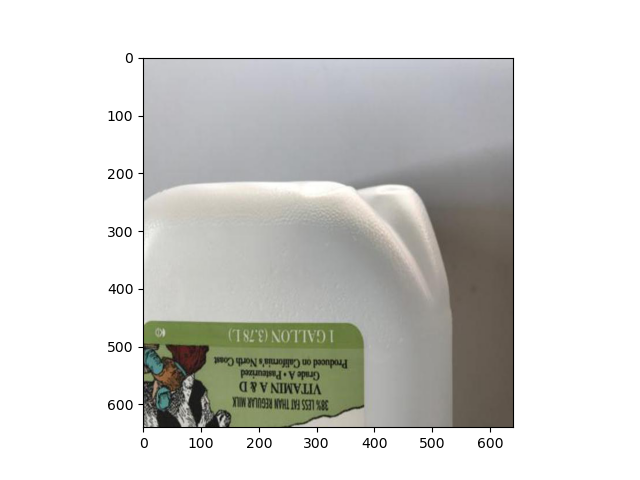 38% LESS FAT THAN REGULAR MILK
VITAMIN A & D
Grade A • Pasteurized
Produced on California's North Coast
1 GALLON (3.78 L)
0
100
200
300
400
500
600
0 100 200 300 400 500 600